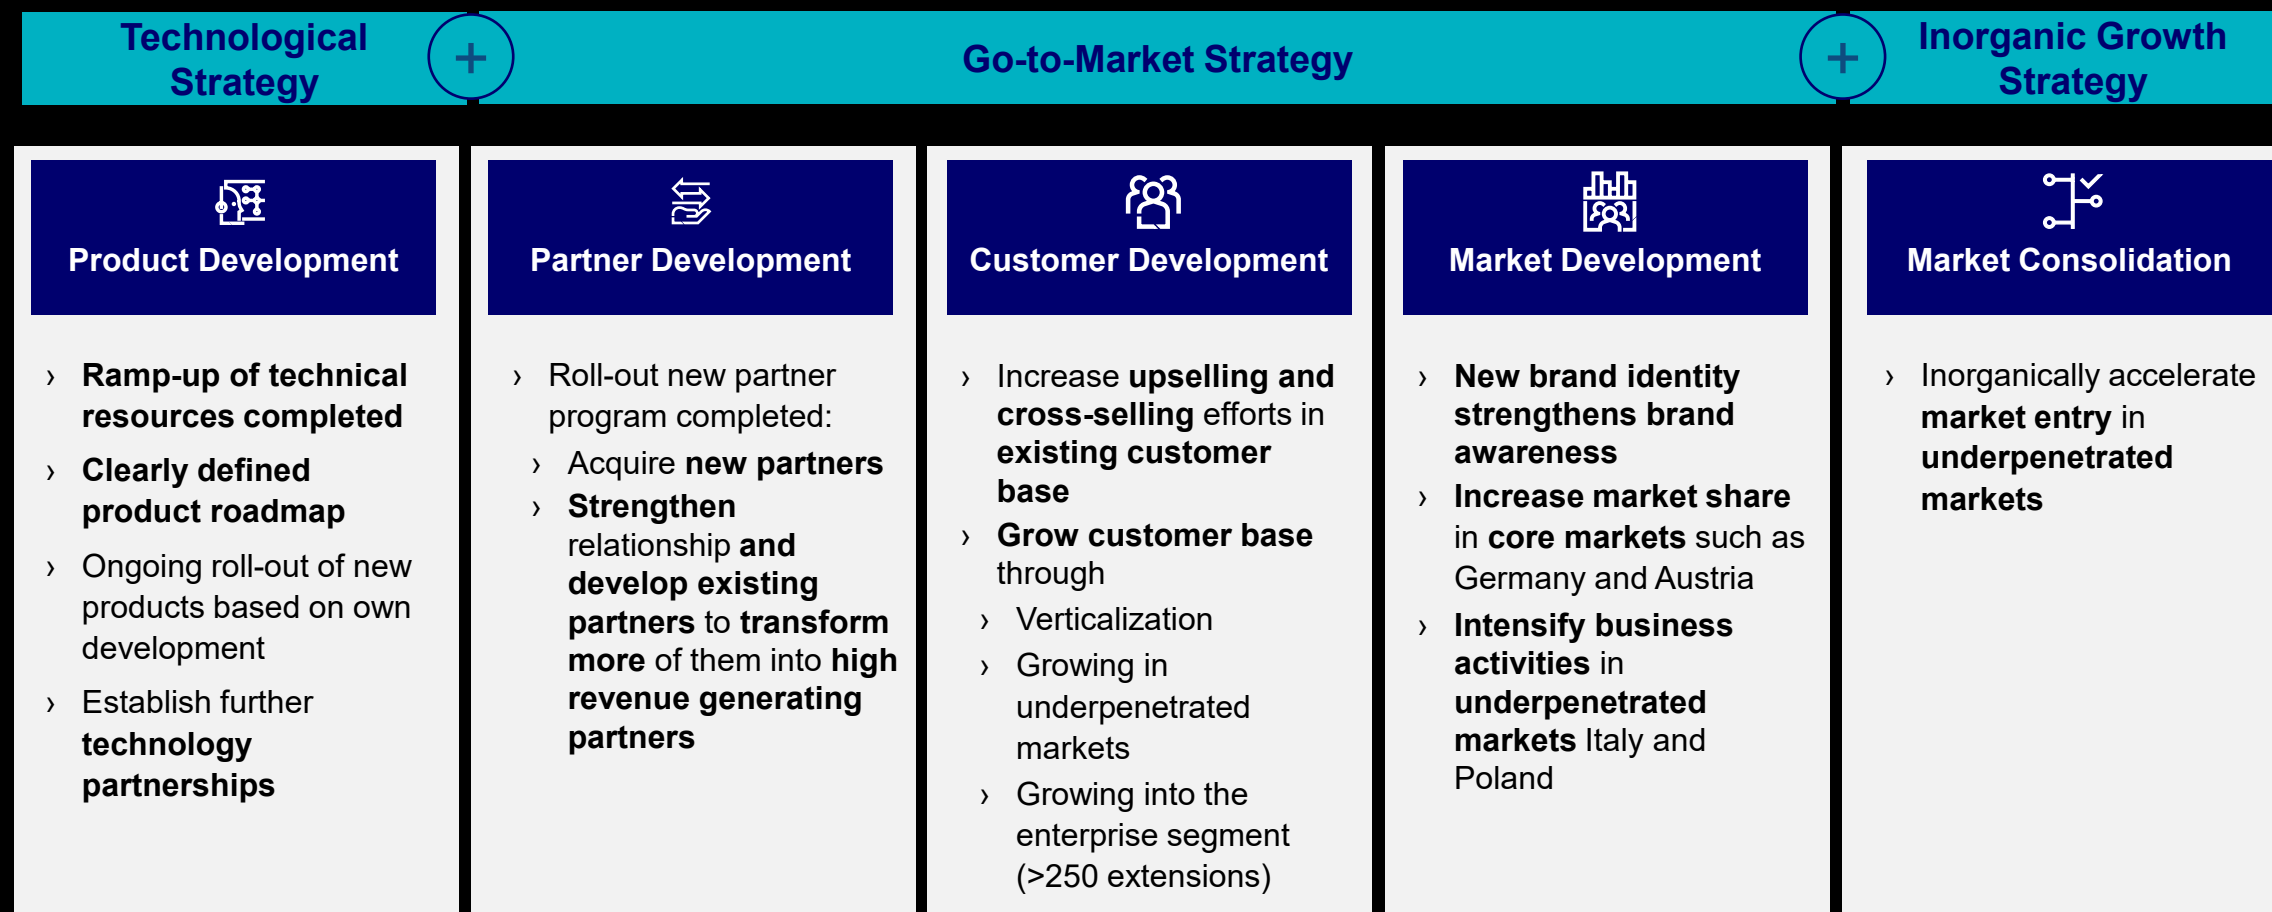 Technological
Strategy
+
Go-to-Market Strategy
+
Inorganic Growth
Strategy
Product Development
› Ramp-up of technical
resources completed
› Clearly defined
product roadmap
› Ongoing roll-out of new
products based on own
development
› Establish further
technology
partnerships
Partner Development
› Roll-out new partner
program completed:
› Acquire new partners
› Strengthen
relationship and
develop existing
partners to transform
more of them into high
revenue generating
partners
Customer Development
› Increase upselling and
cross-selling efforts in
existing customer
base
› Grow customer base
through
› Verticalization
› Growing in
underpenetrated
markets
› Growing into the
enterprise segment
(>250 extensions)
Market Development
› New brand identity
strengthens brand
awareness
› Increase market share
in core markets such as
Germany and Austria
› Intensify business
activities in
underpenetrated
markets Italy and
Poland
Market Consolidation
› Inorganically accelerate
market entry in
underpenetrated
markets